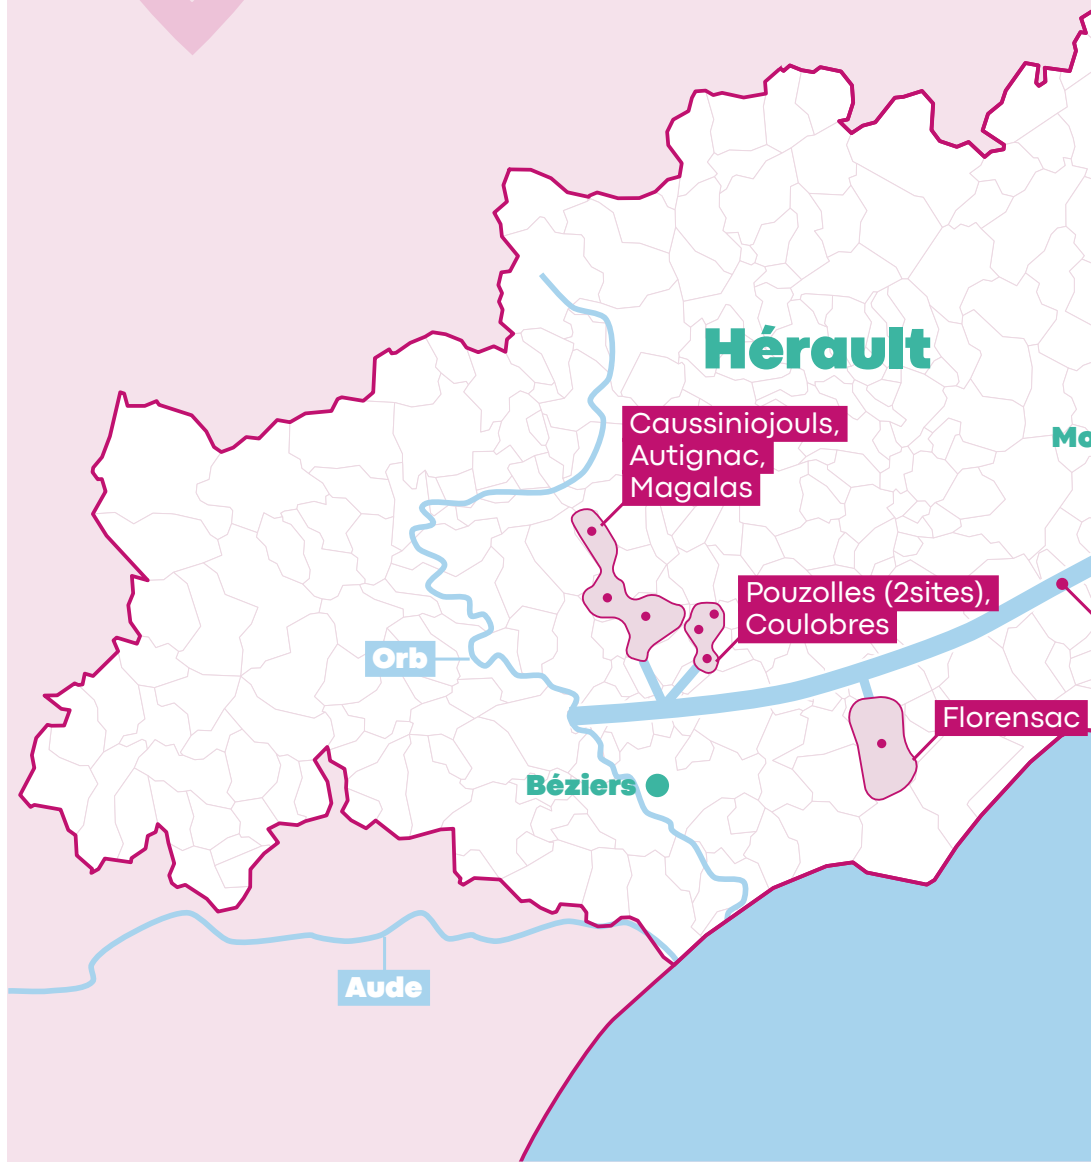 Hérault
Caussiniojouls,
Autignac,
Magalas
Pouzolles (2sites),
Coulobres
Orb
Florensac
Béziers
Aude